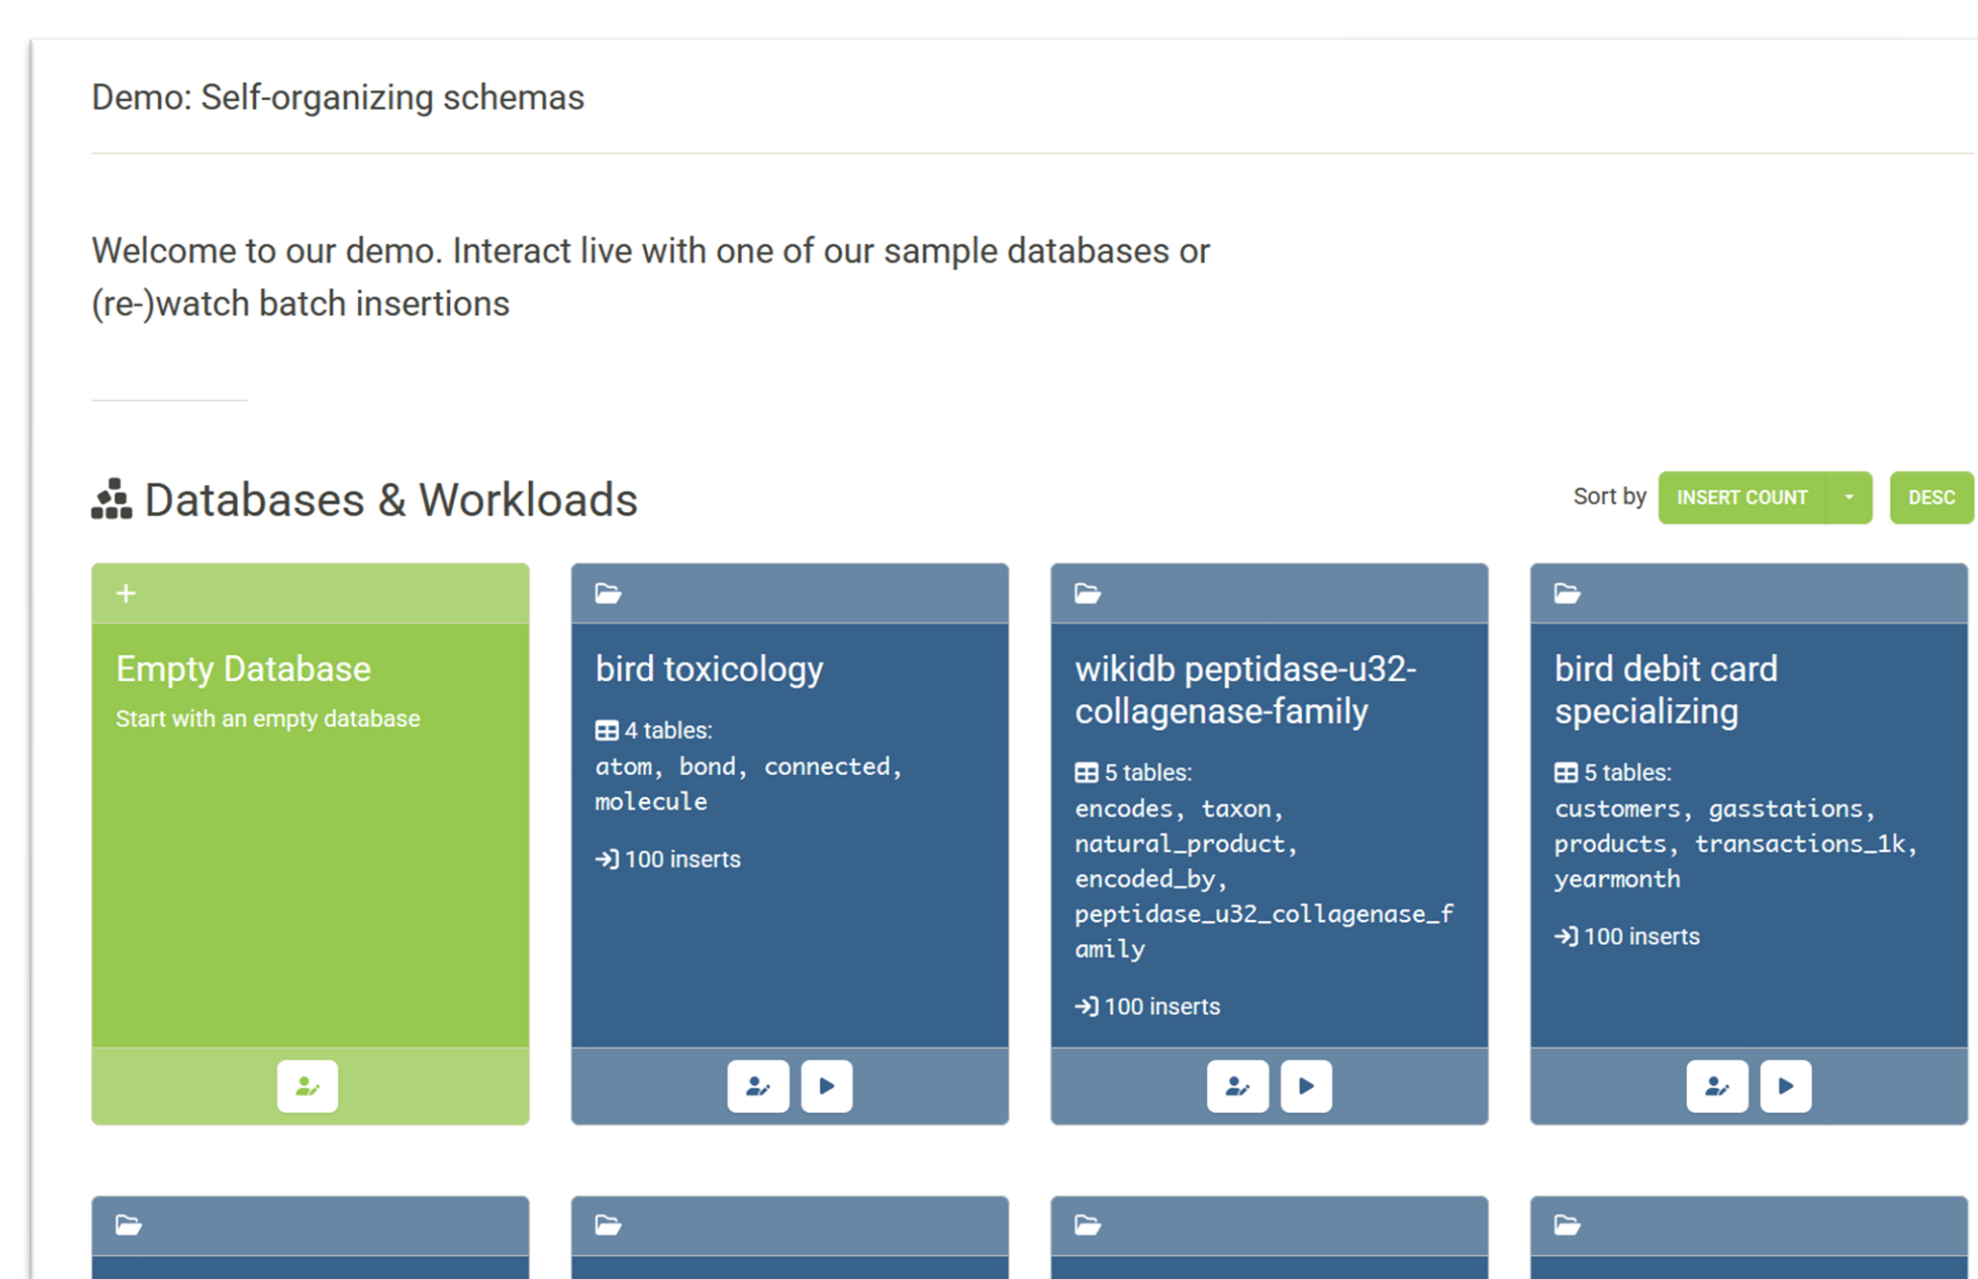 Demo: Self-organizing schemas
Welcome to our demo. Interact live with one of our sample databases or
(re-)watch batch insertions
Databases & Workloads
Sort by INSERT COUNT DESC
Empty Database
Start with an empty database
bird toxicology
4 tables:
atom, bond, connected,
molecule
100 inserts
wikidb peptidase-u32-
collagenase-family
5 tables:
encodes, taxon,
natural_product,
encoded_by,
peptidase_u32_collagenase_f
amily
100 inserts
bird debit card
specializing
5 tables:
customers, gasstations,
products, transactions_1k,
yearmonth
100 inserts